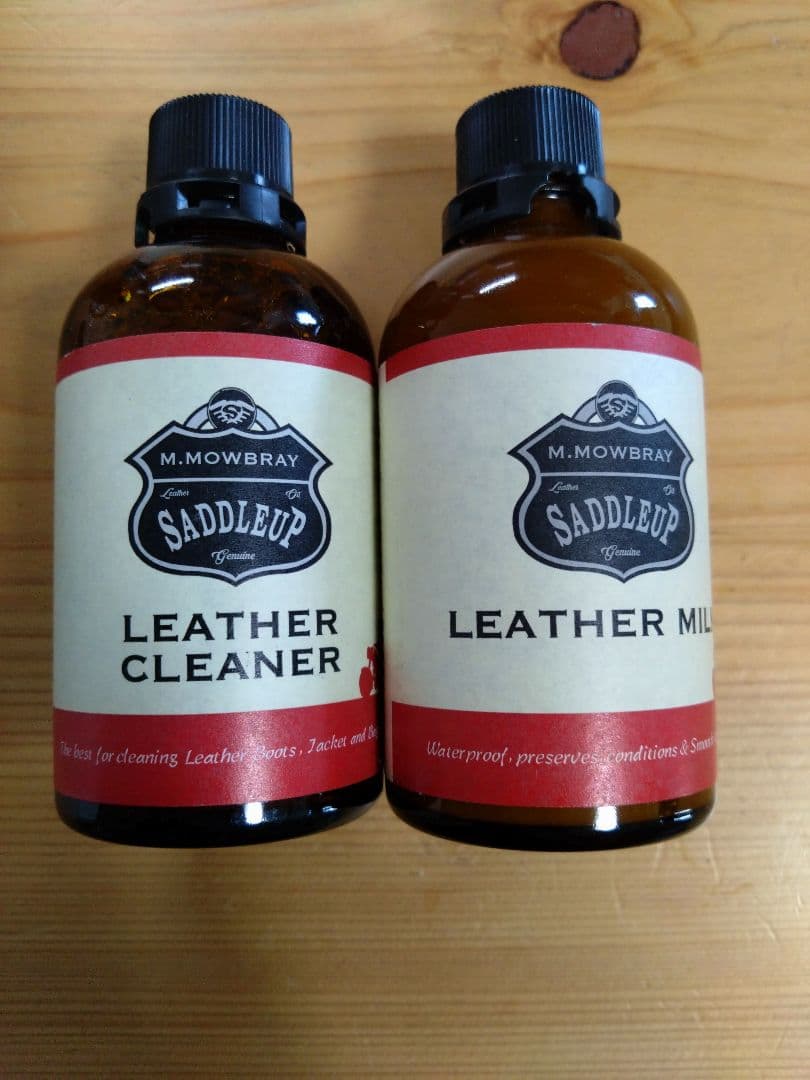 M.MOWBRAY
Leather Oil
SADDLEUP
Genuine
LEATHER
CLEANER
The best for cleaning Leather Boots, Jacket and
M.MOWBRAY
Leather Oil
SADDLEUP
Genuine
LEATHER
Waterproof, preserves, conditions &